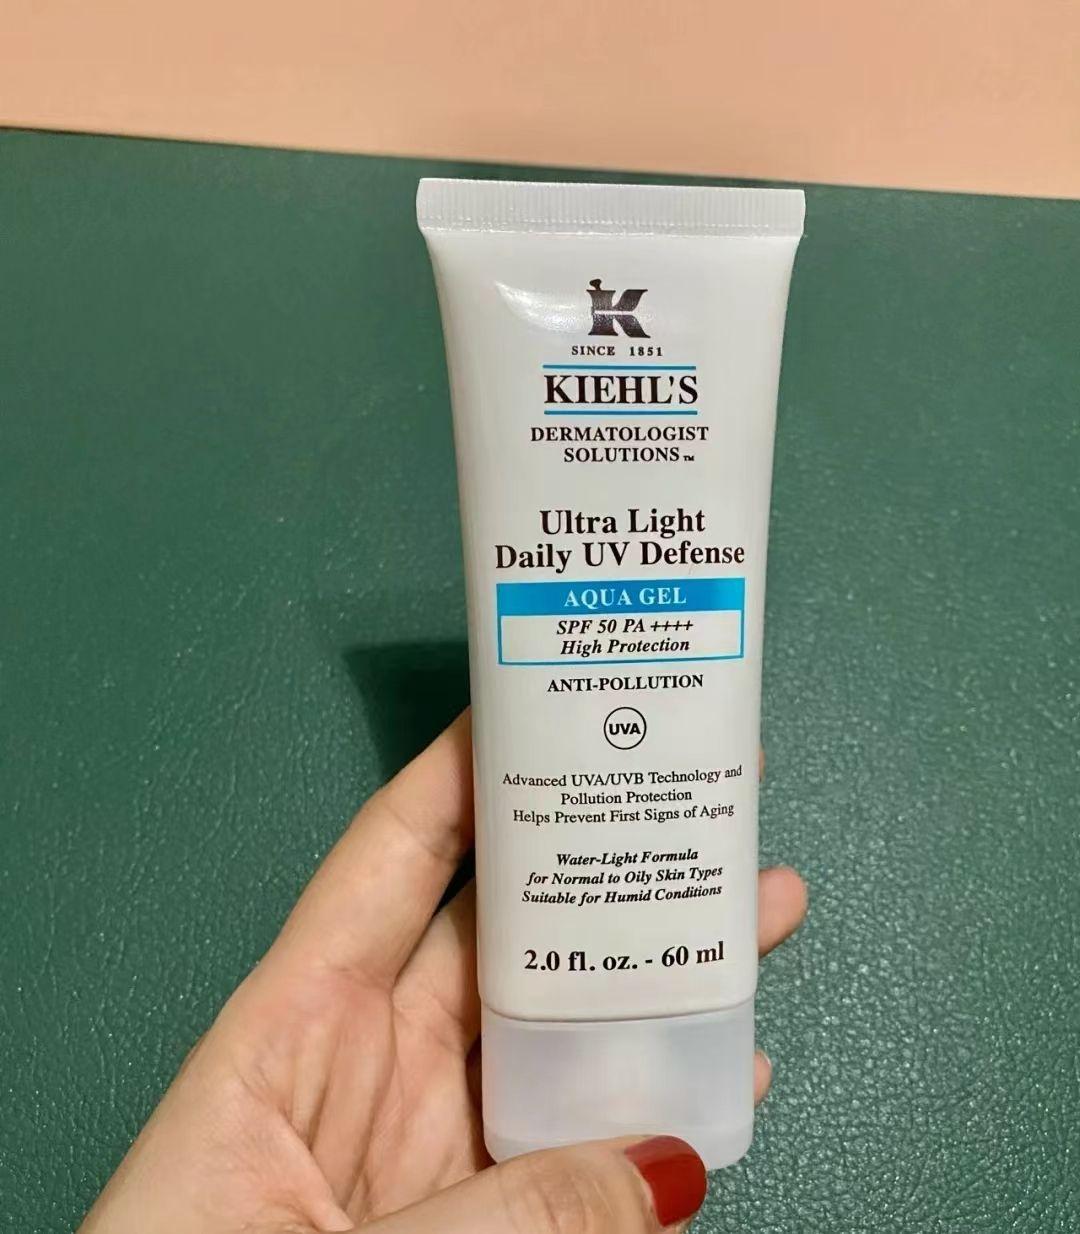 K
SINCE 1851
KIEHL'S
DERMATOLOGIST
SOLUTIONS™
Ultra Light
Daily UV Defense
AQUA GEL
SPF 50 PA ++++
High Protection
ANTI-POLLUTION
UVA
Advanced UVA/UVB Technology and
Pollution Protection
Helps Prevent First Signs of Aging
Water-Light Formula
for Normal to Oily Skin Types
Suitable for Humid Conditions
2.0 fl. oz. - 60 ml